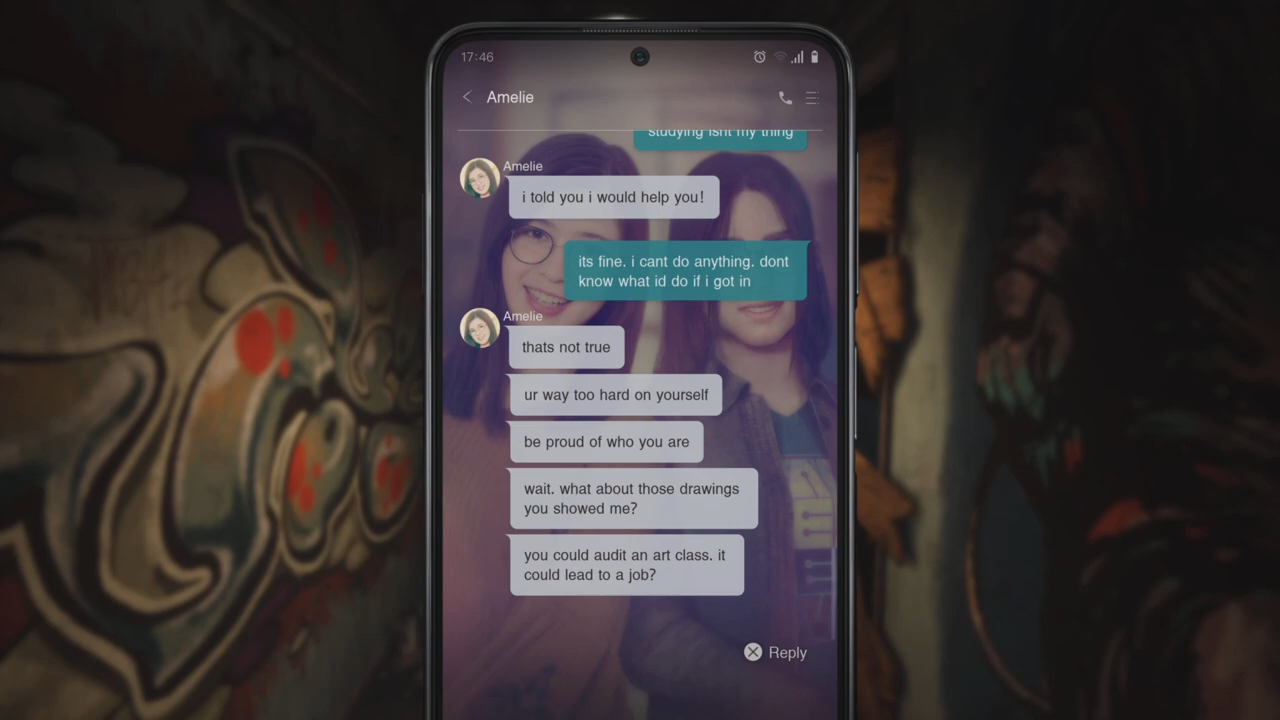 17:46
Amelie
studying isnt my thing
Amelie
i told you i would help you!
its fine. i cant do anything. dont
know what id do if i got in
Amelie
thats not true
ur way too hard on yourself
be proud of who you are
wait. what about those drawings
you showed me?
you could audit an art class. it
could lead to a job?
Reply